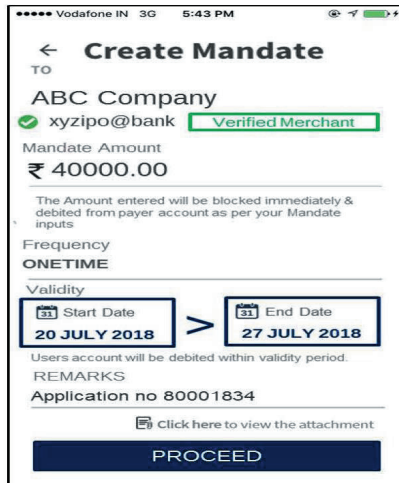 Vodafone IN 3G 5:43 PM
← Create Mandate
TO
ABC Company
xyzipo@bank Verified Merchant
Mandate Amount
₹ 40000.00
The Amount entered will be blocked immediately &
debited from payer account as per your Mandate
inputs
Frequency
ONETIME
Validity
31 Start Date > 31 End Date
20 JULY 2018 27 JULY 2018
Users account will be debited within validity period.
REMARKS
Application no 80001834
Click here to view the attachment
PROCEED